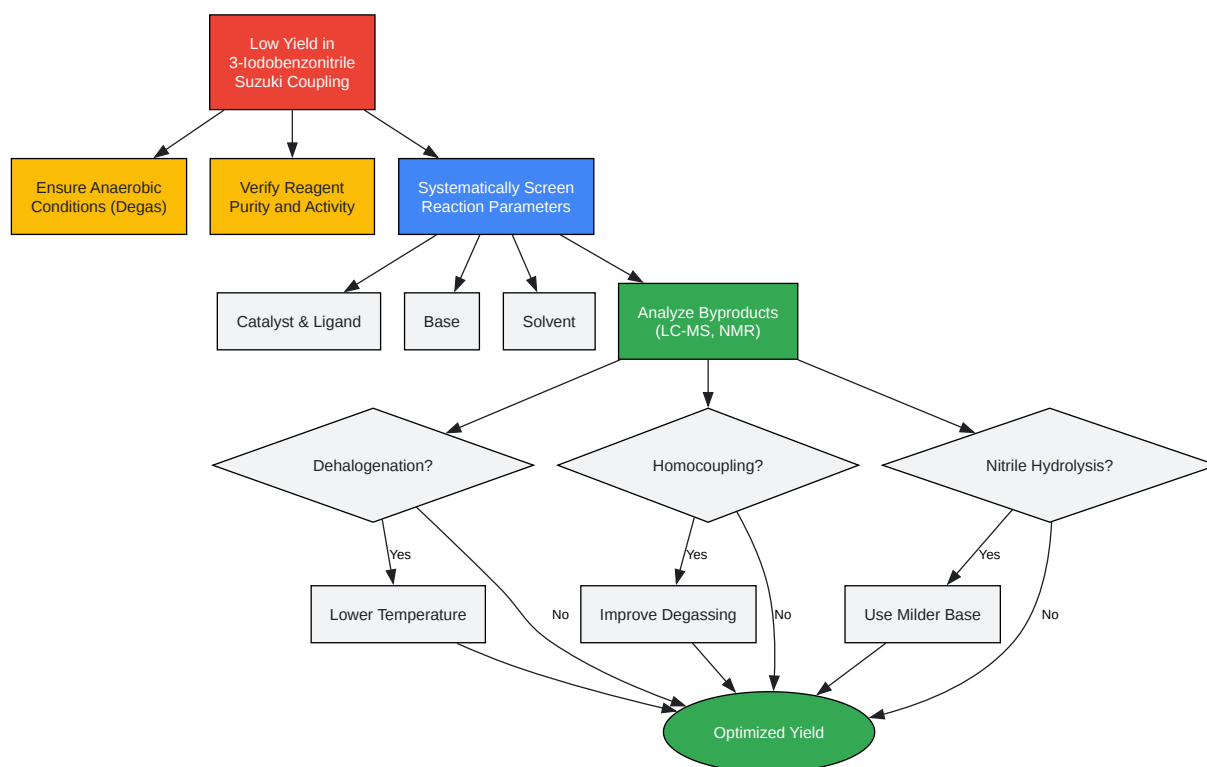 Low Yield in
3-Iodobenzonitrile
Suzuki Coupling
Ensure Anaerobic
Conditions (Degas)
Verify Reagent
Purity and Activity
Systematically Screen
Reaction Parameters
Catalyst & Ligand
Base
Solvent
Analyze Byproducts
(LC-MS, NMR)
Dehalogenation?
Homocoupling?
Nitrile Hydrolysis?
Yes
Yes
Yes
Lower Temperature
No
Improve Degassing
No
Use Milder Base
No
Optimized Yield